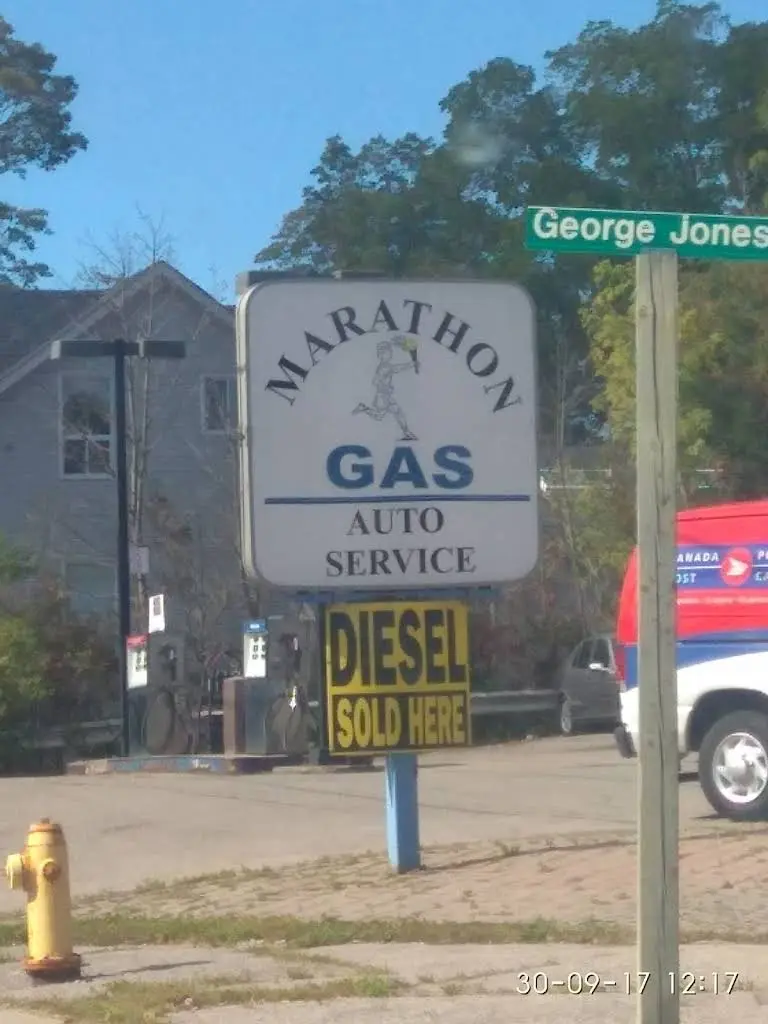 George Jones
MARATHON
GAS
AUTO
SERVICE
DIESEL
SOLD HERE
ANADA
OST
30-09-17 12:17